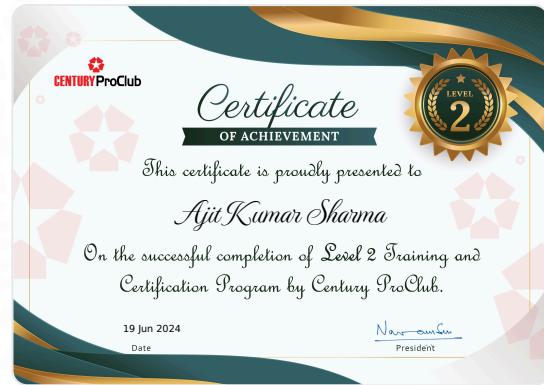 CENTURY ProClub
LEVEL
2
Certificate
OF ACHIEVEMENT
This certificate is proudly presented to
Ajit Kumar Sharma
On the successful completion of Level 2 Training and
Certification Program by Century ProClub.
19 Jun 2024
Date
President